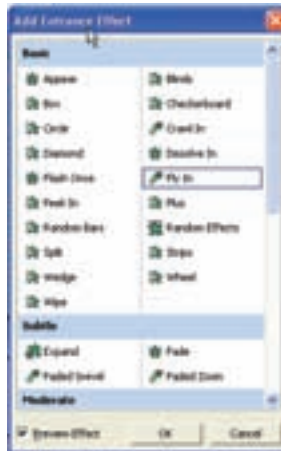 Add Entrance Effect
Basic
Appear Blinds
Box Checkerboard
Circle Crawl In
Diamond Dissolve In
Flash Once Fly In
Peek In Plus
Random Bars Random Effects
Split Strips
Wedge Wheel
Wipe
Subtle
Expand Fade
Faded Swivel Faded Zoom
Moderate
Preview Effect OK Cancel